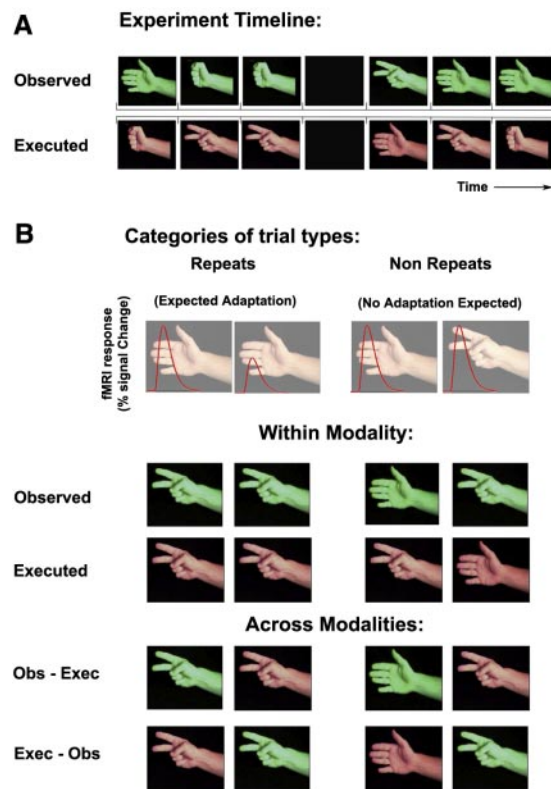 A
Experiment Timeline:
Observed
Executed
Time
B
Categories of trial types:
Repeats
Non Repeats
(Expected Adaptation)
(No Adaptation Expected)
fMRI response
(% signal Change)
Within Modality:
Observed
Executed
Across Modalities:
Obs - Exec
Exec - Obs